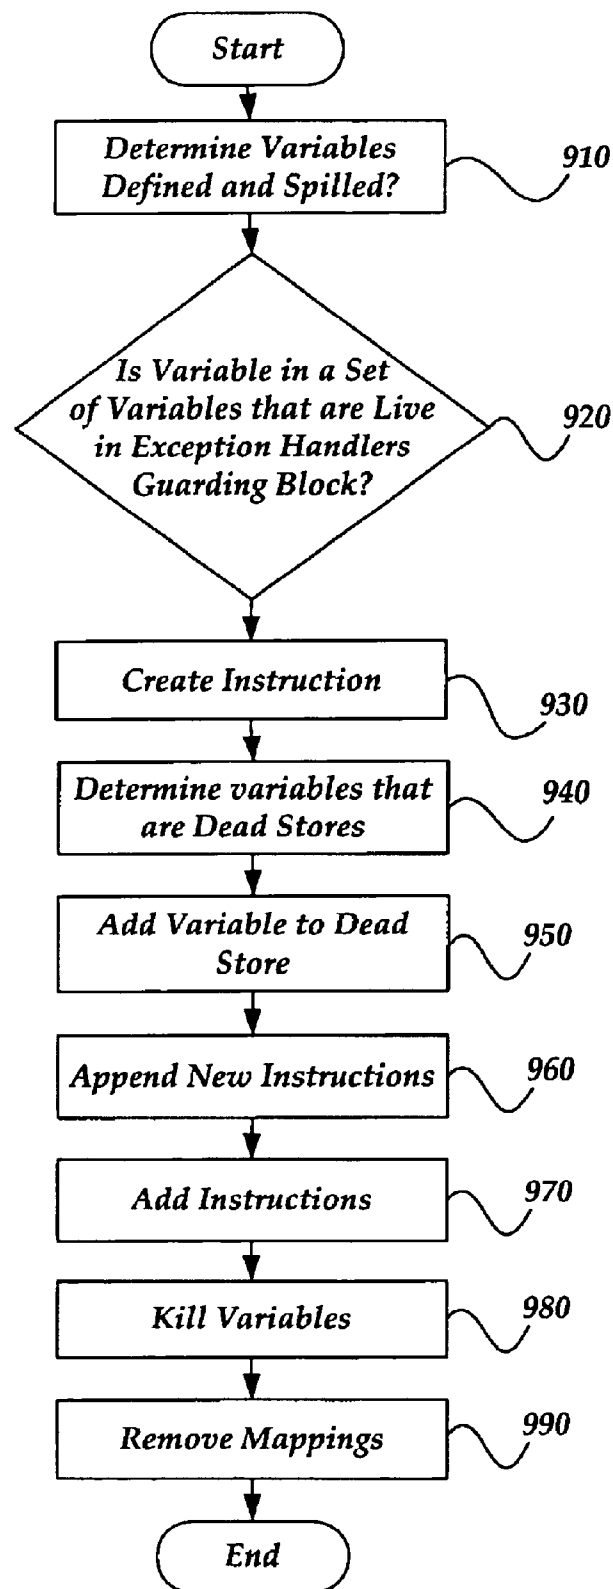 Start
Determine Variables
Defined and Spilled?
910
Is Variable in a Set
of Variables that are Live
in Exception Handlers
Guarding Block?
920
Create Instruction
930
Determine variables that
are Dead Stores
940
Add Variable to Dead
Store
950
Append New Instructions
960
Add Instructions
970
Kill Variables
980
Remove Mappings
990
End